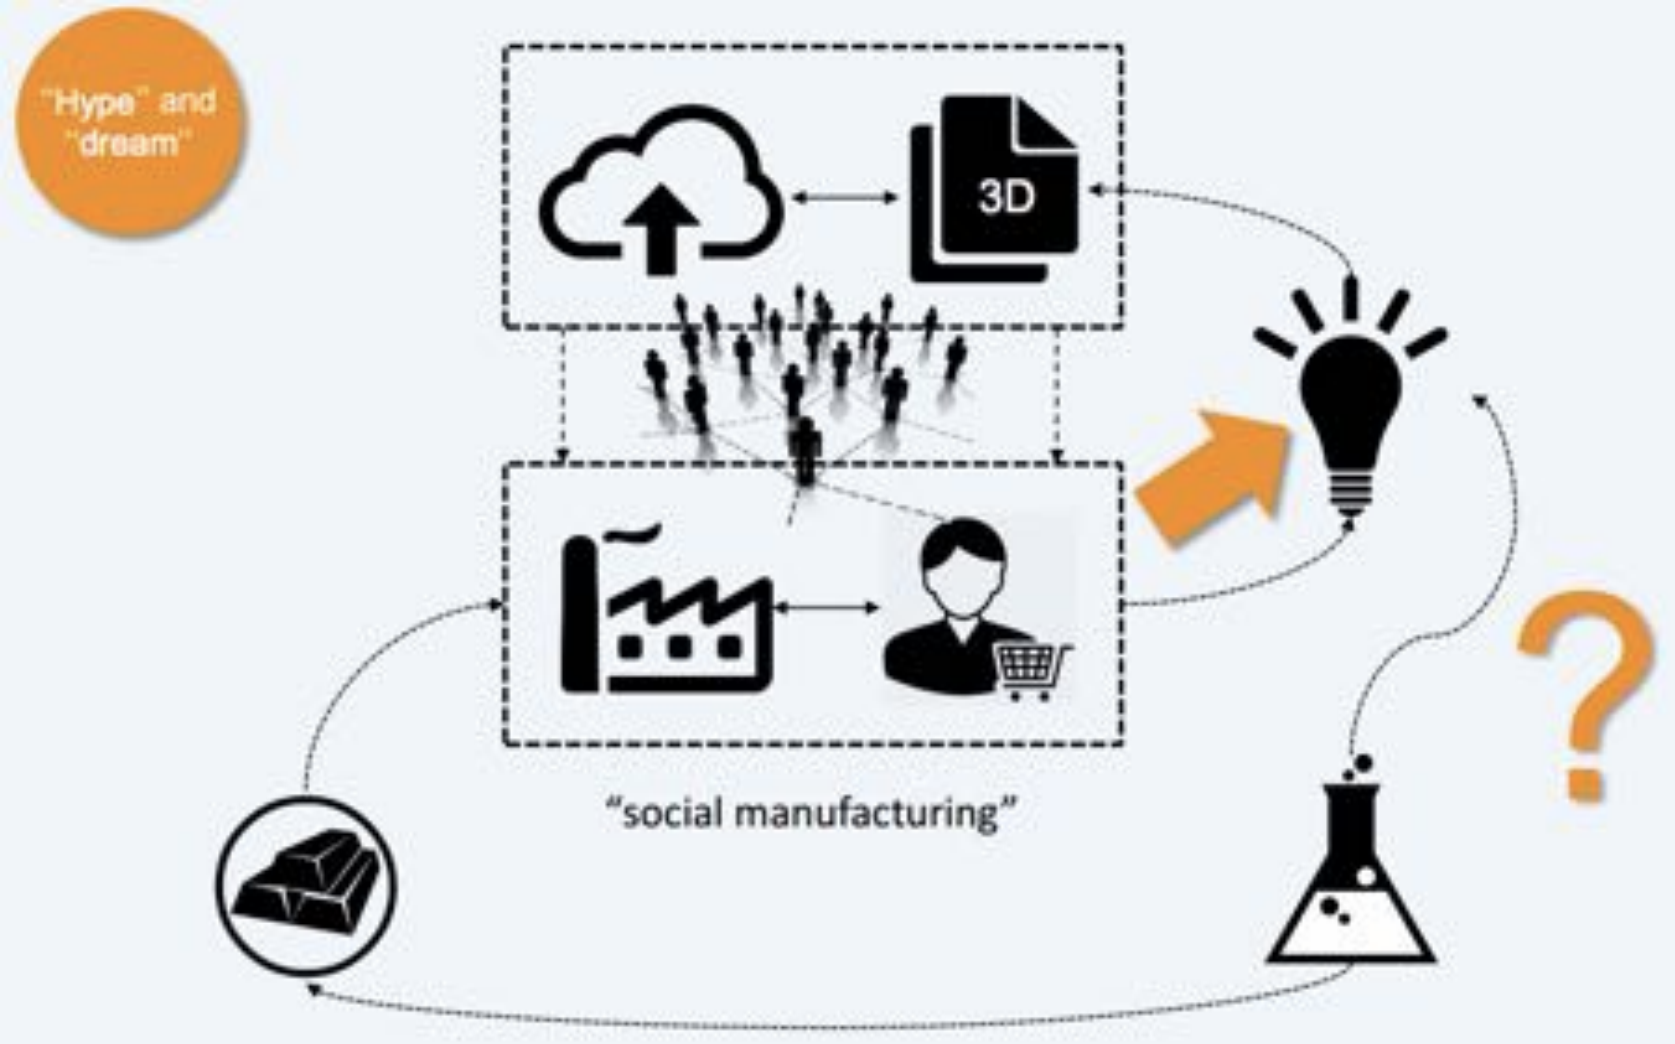 "Hype" and
"dream"
3D
?
“social manufacturing”